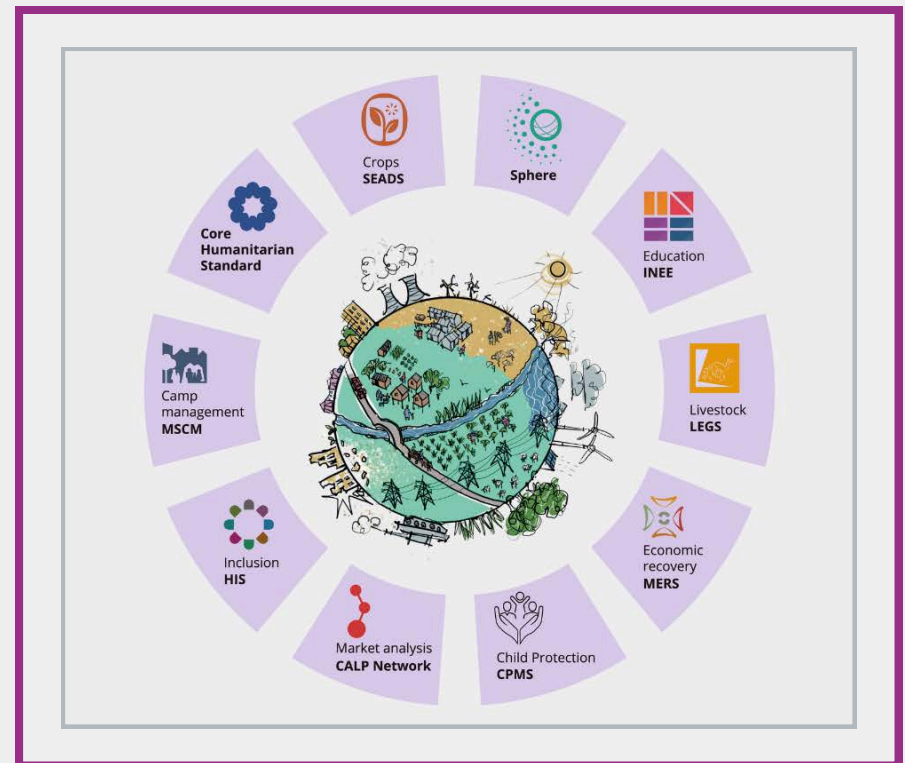 Crops
SEADS
Sphere
Education
INEE
Livestock
LEGS
Economic
recovery
MERS
Child Protection
CPMS
Market analysis
CALP Network
Inclusion
HIS
Camp
management
MSCM
Core
Humanitarian
Standard